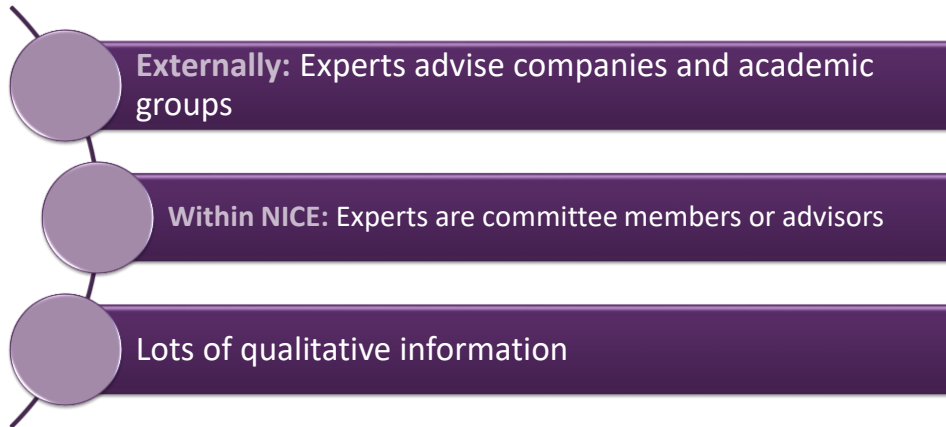 Externally: Experts advise companies and academic
groups
Within NICE: Experts are committee members or advisors
Lots of qualitative information